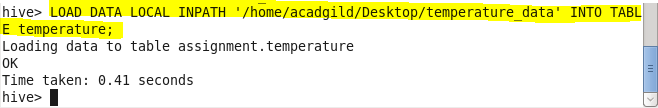 hive> LOAD DATA LOCAL INPATH '/home/acadgild/Desktop/temperature_data' INTO TABL
E temperature;
Loading data to table assignment.temperature
OK
Time taken: 0.41 seconds
hive>